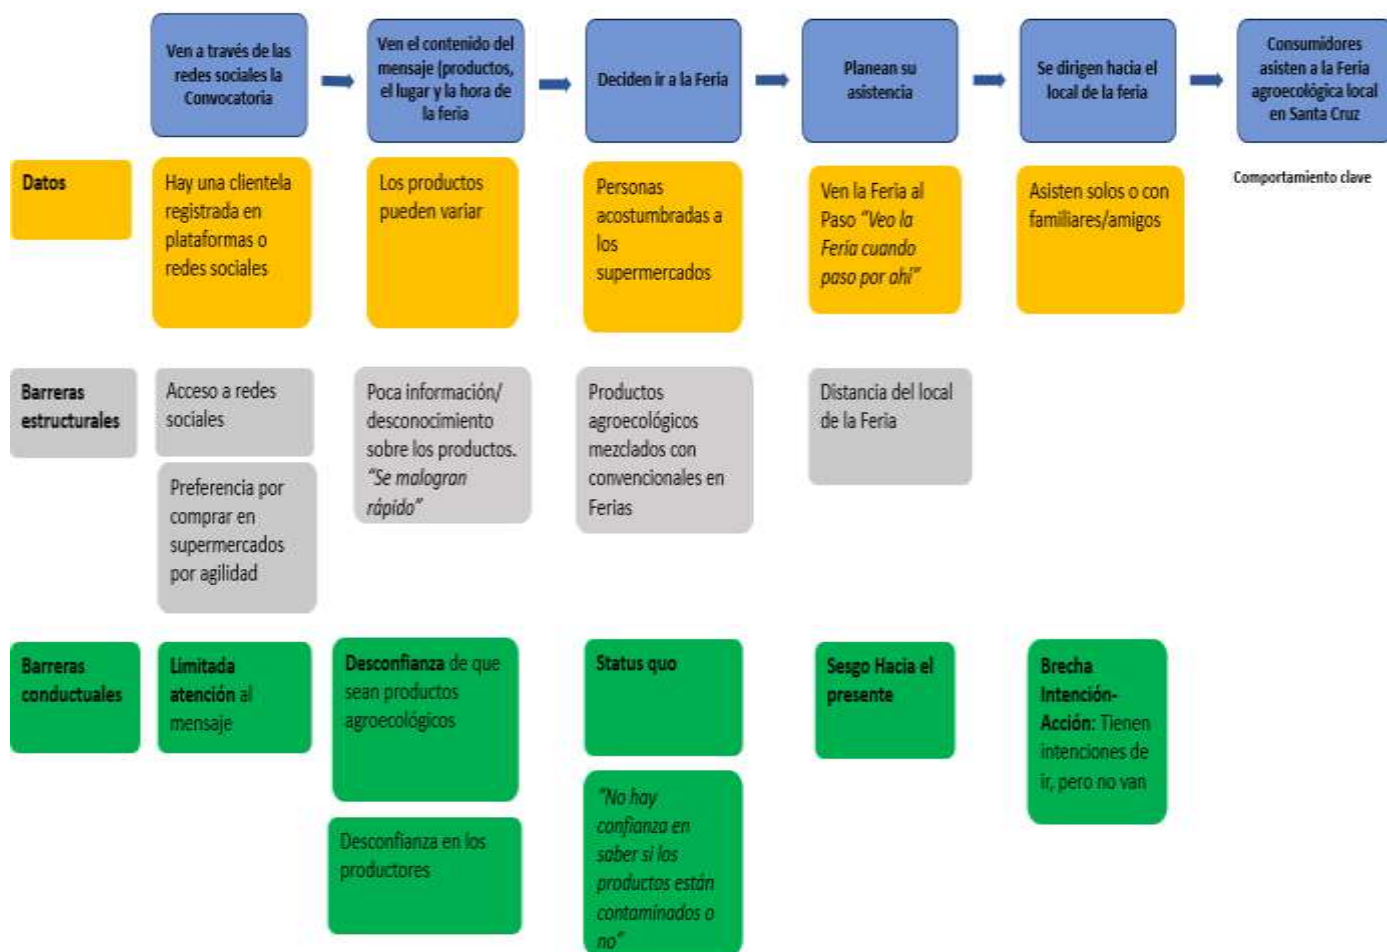 Ven a través de las
redes sociales la
Convocatoria
Ven el contenido del
mensaje (productos,
el lugar y la hora de
la feria
Deciden ir a la Feria
Planean su
asistencia
Se dirigen hacia el
local de la feria
Consumidores
asisten a la Feria
agroecológica local
en Santa Cruz
Datos
Hay una clientela
registrada en
plataformas o
redes sociales
Los productos
pueden variar
Personas
acostumbradas a
los
supermercados
Ven la Feria al
Paso "Veo la
Feria cuando
paso por ahí"
Asisten solos o con
familiares/amigos
Comportamiento clave
Barreras
estructurales
Acceso a redes
sociales
Preferencia por
comprar en
supermercados
por agilidad
Poca información/
desconocimiento
sobre los productos.
"Se malogran
rápido"
Productos
agroecológicos
mezclados con
convencionales en
Ferias
Distancia del local
de la Feria
Barreras
conductuales
Limitada
atención al
mensaje
Desconfianza de que
sean productos
agroecológicos
Desconfianza en los
productores
Status quo
"No hay
confianza en
saber si los
productos están
contaminados o
no"
Sesgo Hacia el
presente
Brecha
Intención-
Acción: Tienen
intenciones de
ir, pero no van